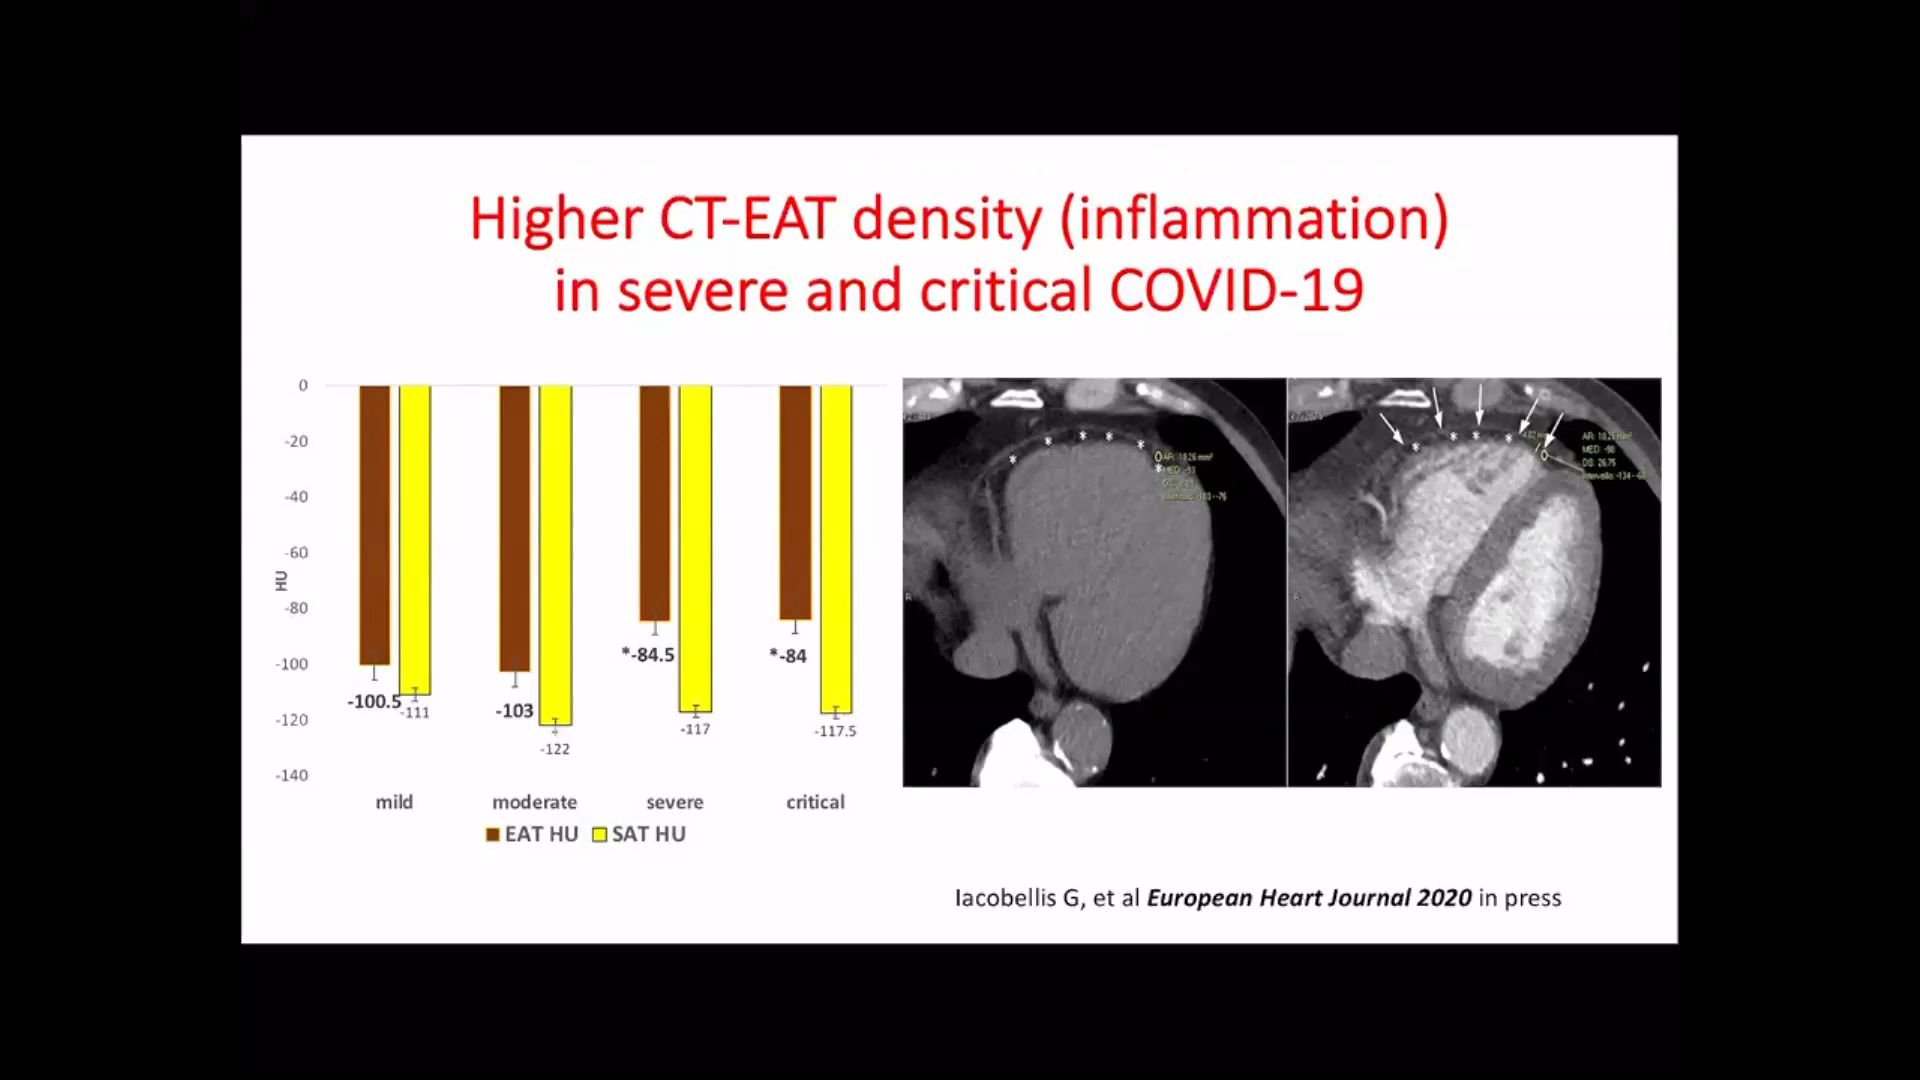 Higher CT-EAT density (inflammation)
in severe and critical COVID-19
0
-20
-40
-60
-80
-100
-120
-140
HU
-100.5
-111
-103
-122
*-84.5
-117
*-84
-117.5
mild moderate severe critical
EAT HU SAT HU
R
R
Iacobellis G, et al European Heart Journal 2020 in press